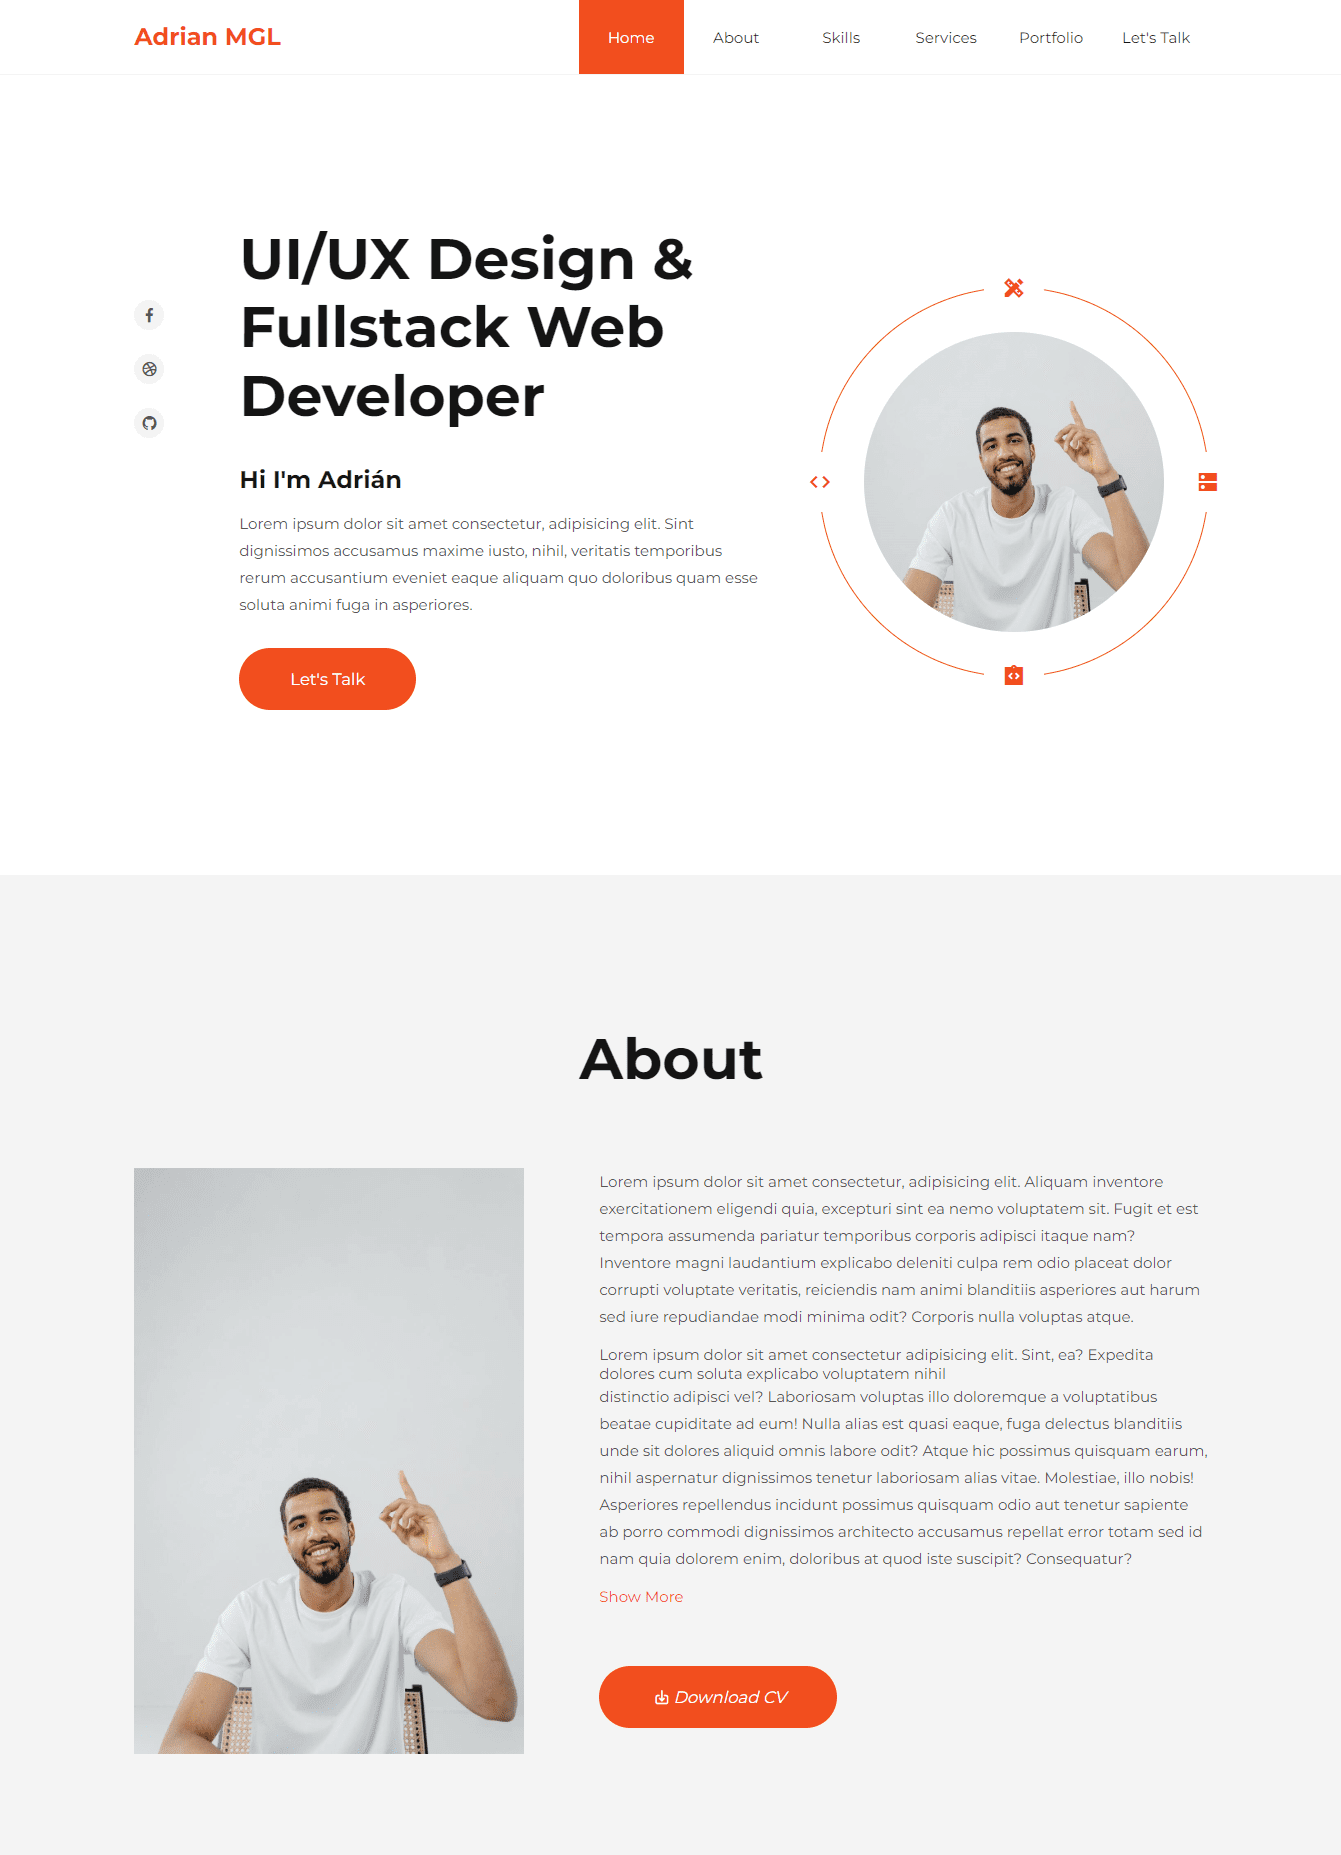 Adrian MGL
Home
About
Skills
Services
Portfolio
Let's Talk
UI/UX Design &
Fullstack Web
Developer
Hi I'm Adrián
Lorem ipsum dolor sit amet consectetur, adipisicing elit. Sint
dignissimos accusamus maxime iusto, nihil, veritatis temporibus
rerum accusantium eveniet eaque aliquam quo doloribus quam esse
soluta animi fuga in asperiores.
Let's Talk
About
Lorem ipsum dolor sit amet consectetur, adipisicing elit. Aliquam inventore
exercitationem eligendi quia, excepturi sint ea nemo voluptatem sit. Fugit et est
tempora assumenda pariatur temporibus corporis adipisci itaque nam?
Inventore magni laudantium explicabo deleniti culpa rem odio placeat dolor
corrupti voluptate veritatis, reiciendis nam animi blanditiis asperiores aut harum
sed iure repudiandae modi minima odit? Corporis nulla voluptas atque.
Lorem ipsum dolor sit amet consectetur adipisicing elit. Sint, ea? Expedita
dolores cum soluta explicabo voluptatem nihil
distinctio adipisci vel? Laboriosam voluptas illo doloremque a voluptatibus
beatae cupiditate ad eum! Nulla alias est quasi eaque, fuga delectus blanditiis
unde sit dolores aliquid omnis labore odit? Atque hic possimus quisquam earum,
nihil aspernatur dignissimos tenetur laboriosam alias vitae. Molestiae, illo nobis!
Asperiores repellendus incidunt possimus quisquam odio aut tenetur sapiente
ab porro commodi dignissimos architecto accusamus repellat error totam sed id
nam quia dolorem enim, doloribus at quod iste suscipit? Consequatur?
Show More
Download CV